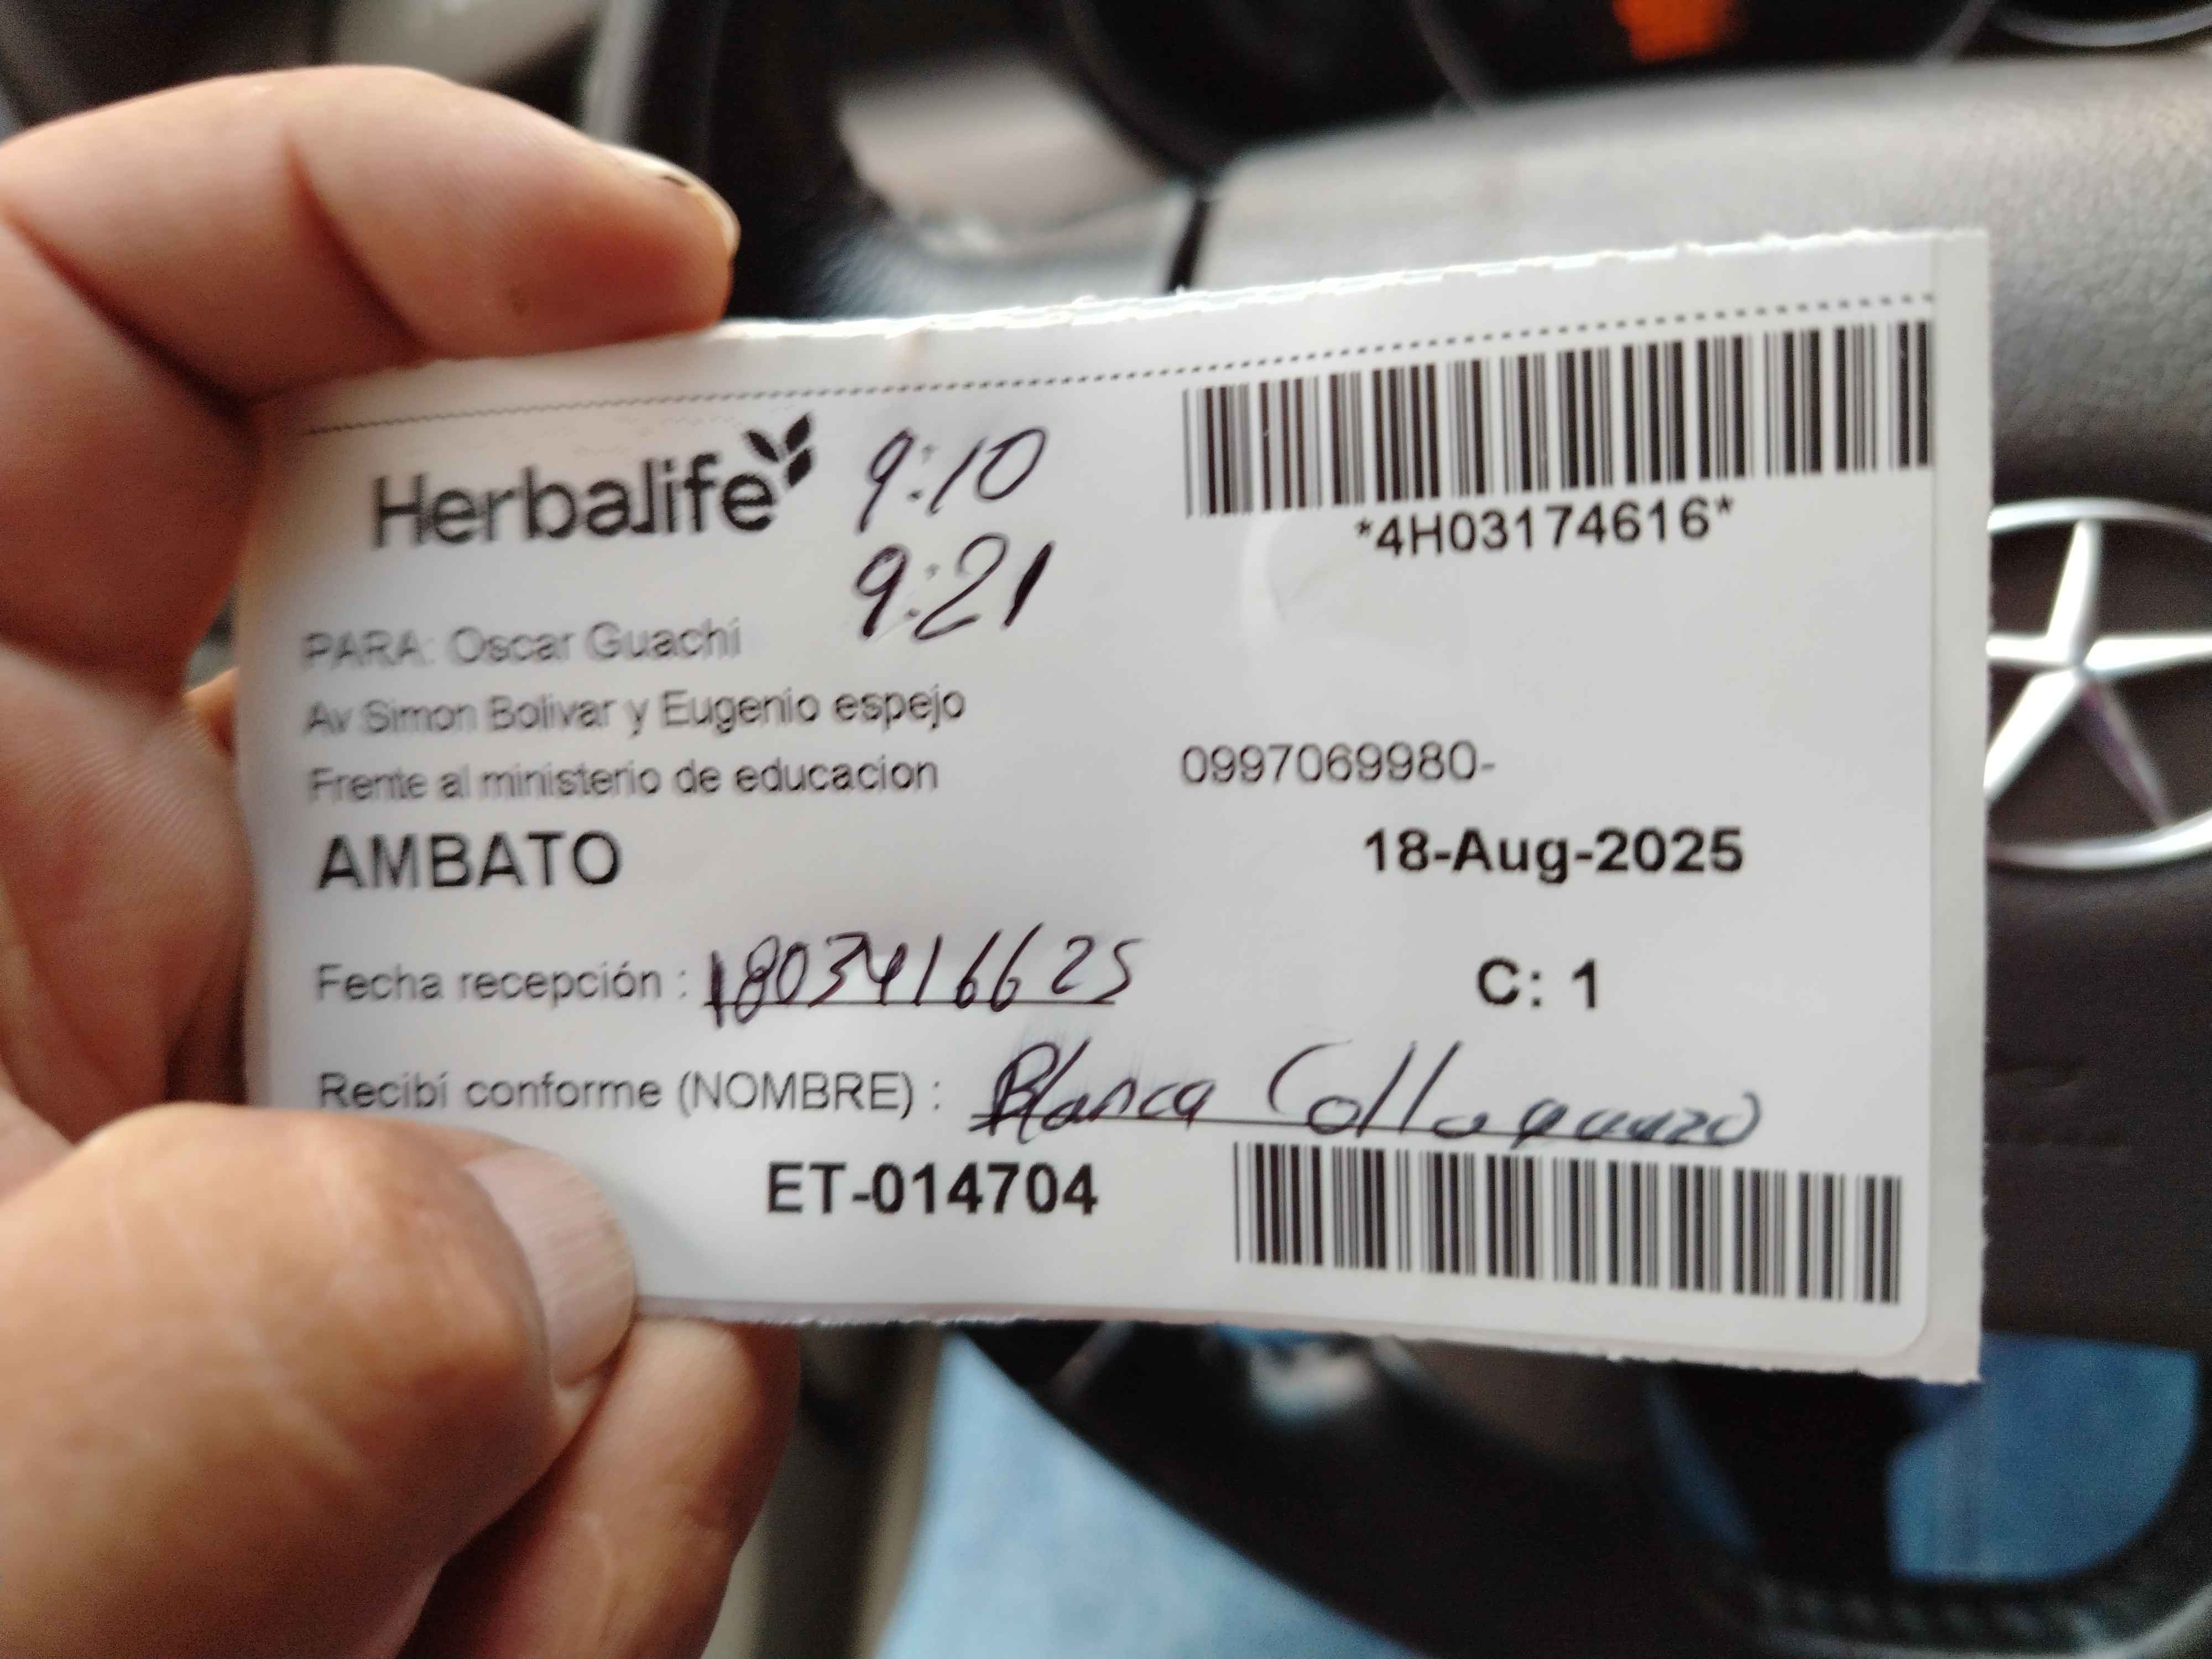 Herbalife
9:10
9:21
*4H03174616*
PARA: Oscar Guachi
Av Simon Bolivar y Eugenio espejo
Frente al ministerio de educacion
0997069980-
AMBATO
18-Aug-2025
Fecha recepción : 1803416625
C: 1
Recibí conforme (NOMBRE) : Blanca
ET-014704